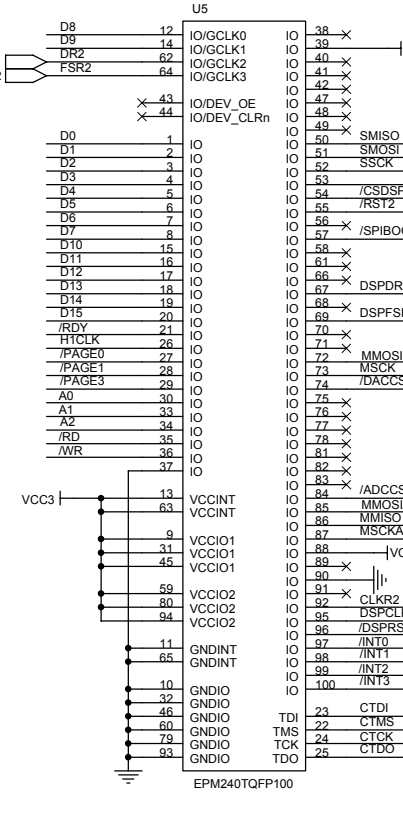 U5
D8 12 IO/GCLK0 IO 38
D9 14 IO/GCLK1 IO 39
DR2 62 IO/GCLK2 IO 40
FSR2 64 IO/GCLK3 IO 41
IO 42
43 IO/DEV_OE IO 47
44 IO/DEV_CLRn IO 48
IO 49
D0 1 IO IO 50 SMISO
D1 2 IO IO 51 SMOSI
D2 3 IO IO 52 SSCK
D3 4 IO IO 53
D4 5 IO IO 54 /CSDSP
D5 6 IO IO 55 /RST2
D6 7 IO IO 56
D7 8 IO IO 57 /SPIBOO
D10 15 IO IO 58
D11 16 IO IO 61
D12 17 IO IO 66
D13 18 IO IO 67 DSPDR
D14 19 IO IO 68
D15 20 IO IO 69 DSPFS
/RDY 21 IO IO 70
H1CLK 26 IO IO 71
/PAGE0 27 IO IO 72 MMOSI
/PAGE1 28 IO IO 73 MSCK
/PAGE3 29 IO IO 74 /DACCS
A0 30 IO IO 75
A1 33 IO IO 76
A2 34 IO IO 77
/RD 35 IO IO 78
/WR 36 IO IO 81
37 IO IO 82
IO 83
VCC3 13 VCCINT IO 84 /ADCCS
63 VCCINT IO 85 MMOSI
IO 86 MMISO
9 VCCIO1 IO 87 MSCKA
31 VCCIO1 IO 88 VC
45 VCCIO1 IO 89
IO 90
59 VCCIO2 IO 91
80 VCCIO2 IO 92 CLKR2
94 VCCIO2 IO 95 DSPCL
IO 96 /DSPRS
11 GNDINT IO 97 /INT0
65 GNDINT IO 98 /INT1
IO 99 /INT2
10 GNDIO IO 100 /INT3
32 GNDIO
46 GNDIO TDI 23 CTDI
60 GNDIO TMS 22 CTMS
79 GNDIO TCK 24 CTCK
93 GNDIO TDO 25 CTDO
EPM240TQFP100